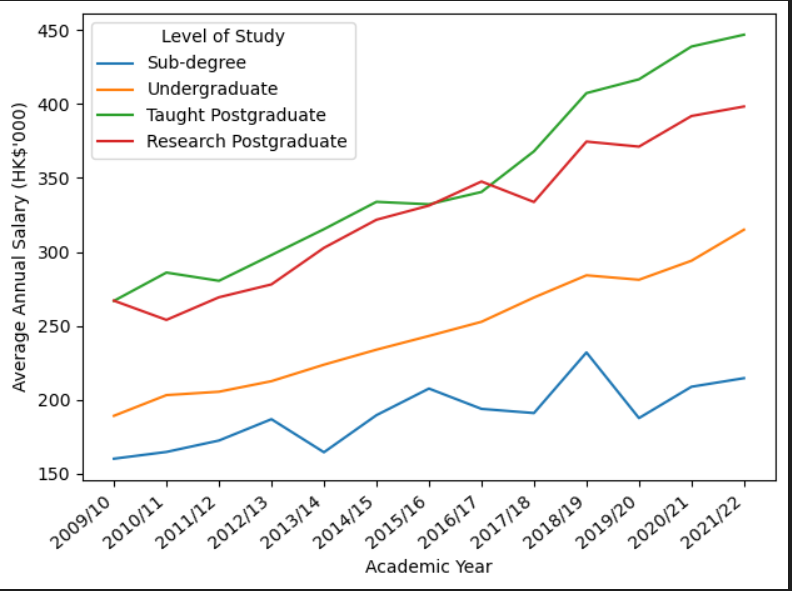 450
400
350
300
250
200
150
Average Annual Salary (HK$'000)
Level of Study
Sub-degree
Undergraduate
Taught Postgraduate
Research Postgraduate
2009/10
2010/11
2011/12
2012/13
2013/14
2014/15
2015/16
2016/17
2017/18
2018/19
2019/20
2020/21
2021/22
Academic Year